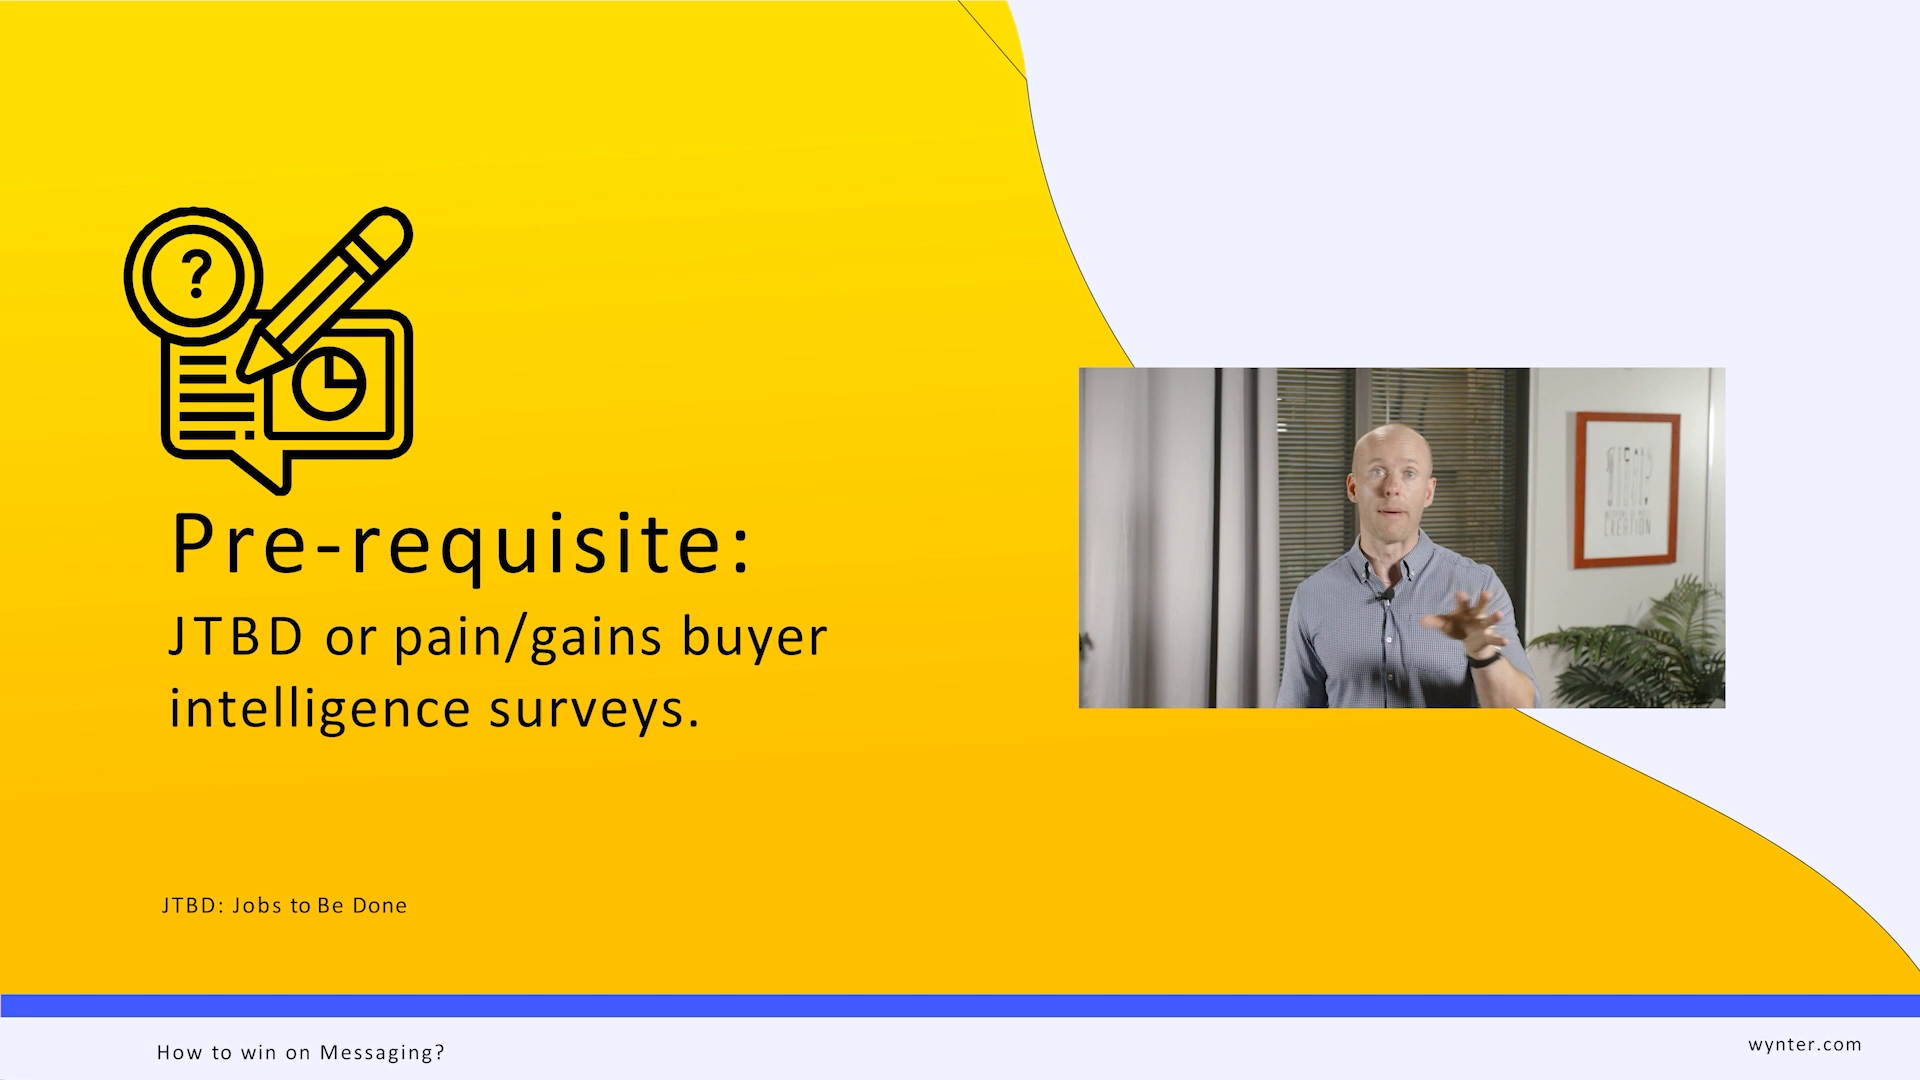 ?
Pre-requisite:
JTBD or pain/gains buyer
intelligence surveys.
JTBD: Jobs to Be Done
CREATION
How to win on Messaging?
wynter.com